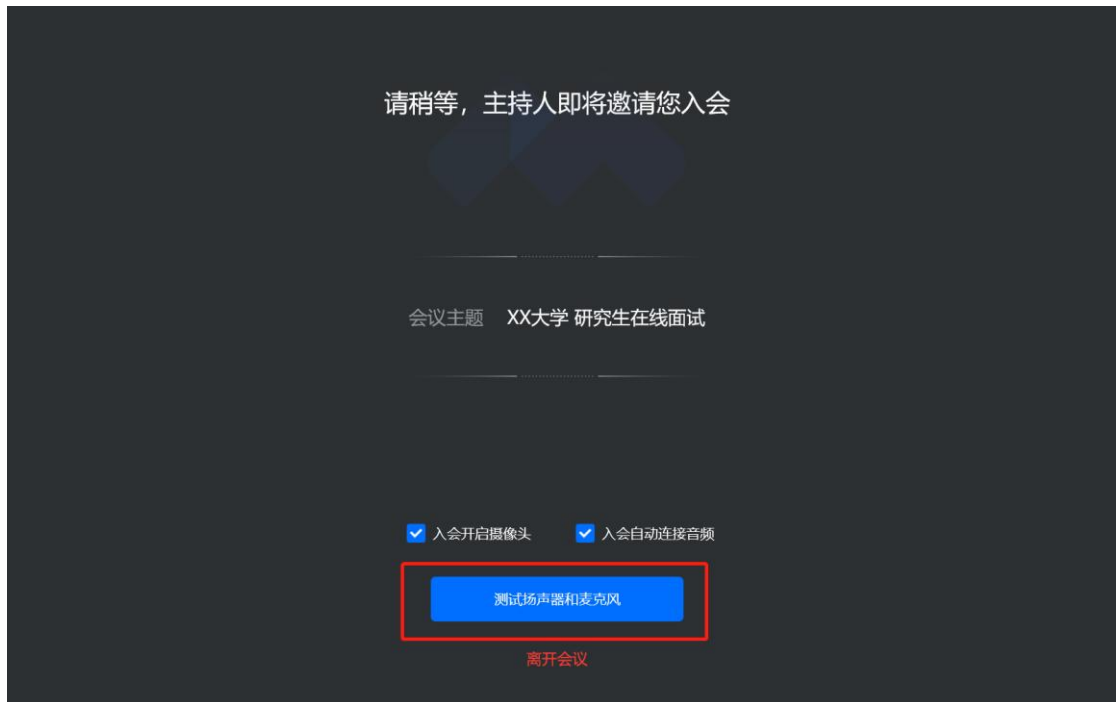 请稍等，主持人即将邀请您入会
会议主题 XX大学 研究生在线面试
入会开启摄像头 入会自动连接音频
测试扬声器和麦克风
离开会议